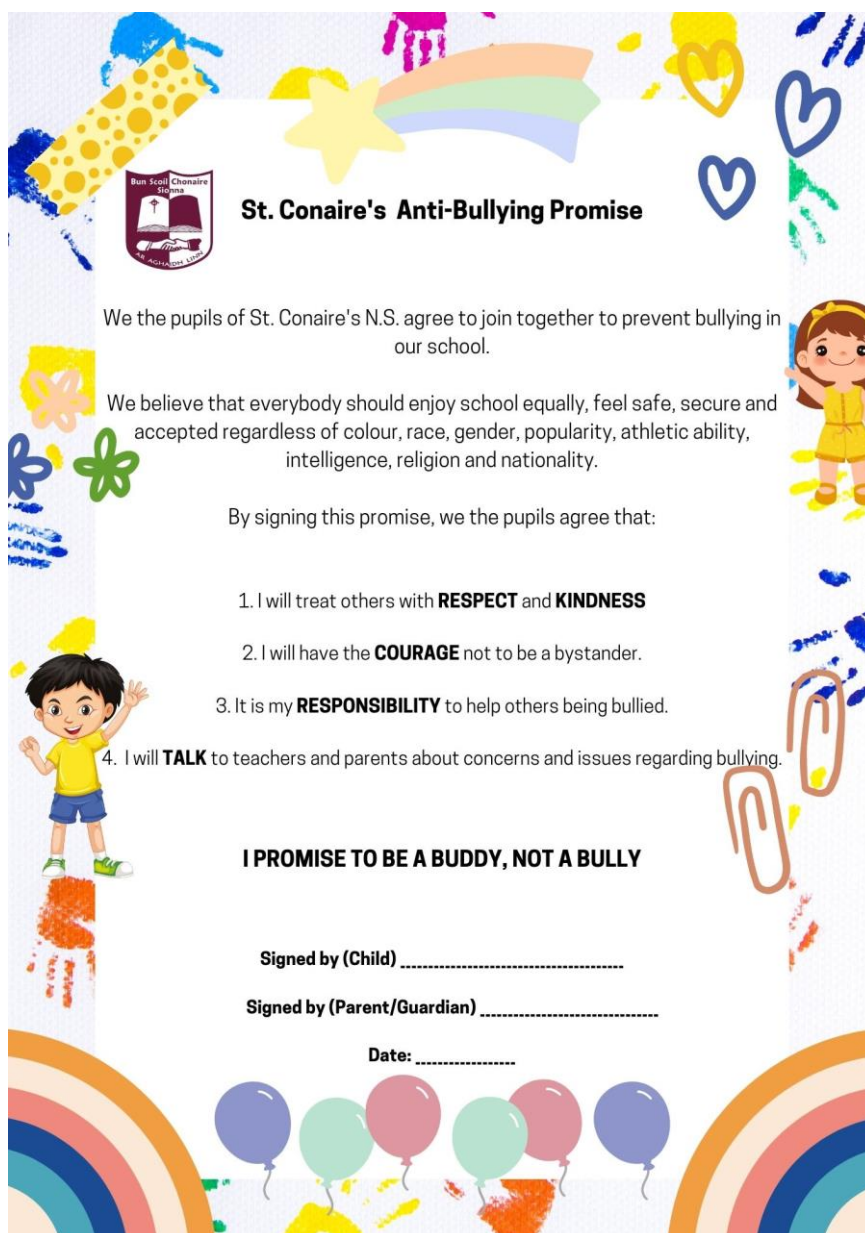 Bun Scoil Chonaire
Sionna
AR AGHAIDH LINN
St. Conaire's Anti-Bullying Promise
We the pupils of St. Conaire's N.S. agree to join together to prevent bullying in
our school.
We believe that everybody should enjoy school equally, feel safe, secure and
accepted regardless of colour, race, gender, popularity, athletic ability,
intelligence, religion and nationality.
By signing this promise, we the pupils agree that:
1. I will treat others with RESPECT and KINDNESS
2. I will have the COURAGE not to be a bystander.
3. It is my RESPONSIBILITY to help others being bullied.
4. I will TALK to teachers and parents about concerns and issues regarding bullying.
I PROMISE TO BE A BUDDY, NOT A BULLY
Signed by (Child) ________________________________________
Signed by (Parent/Guardian) ________________________________
Date: __________________